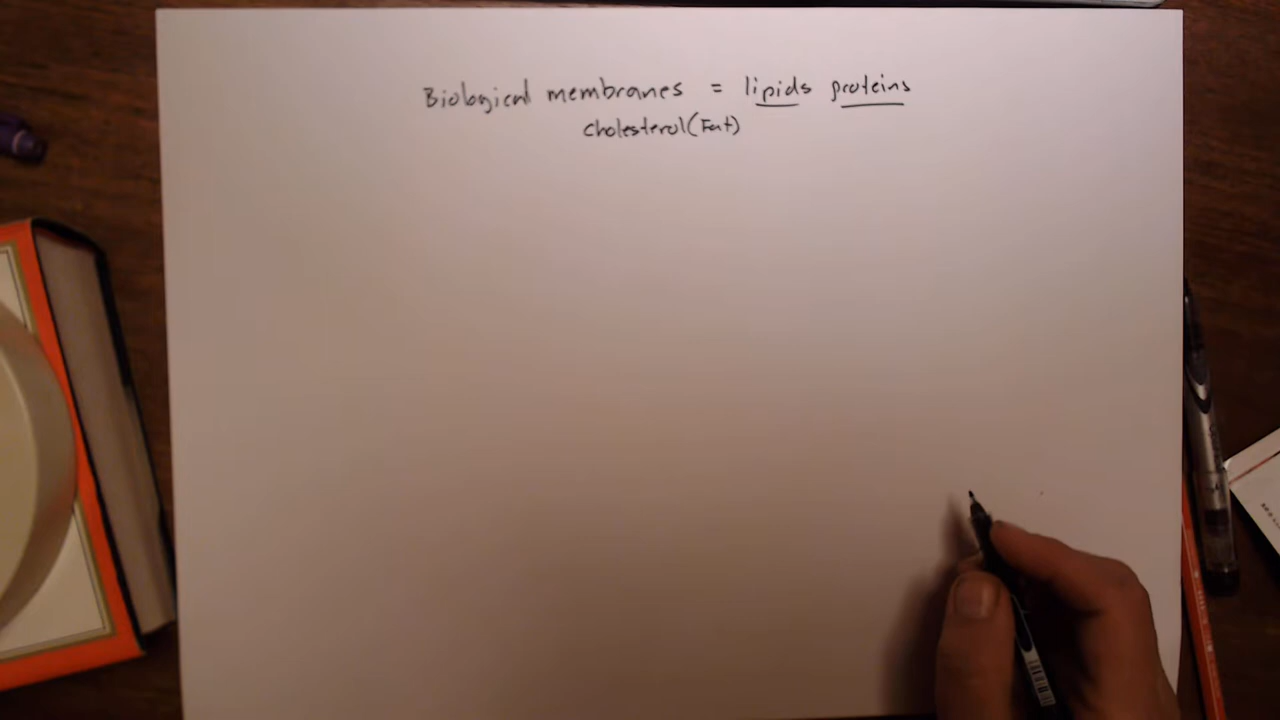 Biological membranes = lipids proteins
cholesterol (Fat)